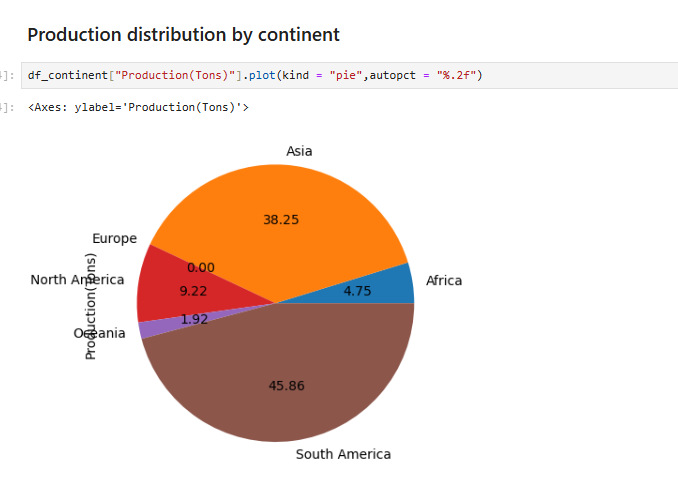 Production distribution by continent
4]: df_continent["Production(Tons)"].plot(kind = "pie",autopct = "%.2f")
4]: <Axes: ylabel='Production(Tons)'>
Asia
38.25
Europe
0.00
North America
9.22
Africa
4.75
Production(Tons)
Oceania
1.92
45.86
South America